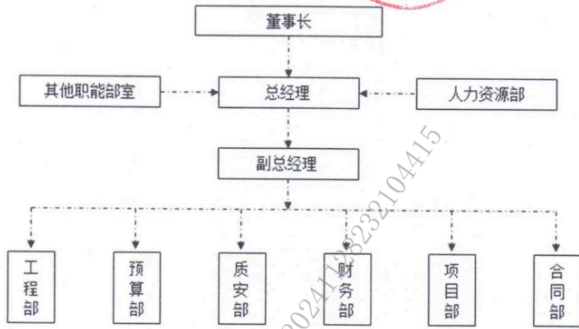 董事长
其他职能部室
总经理
人力资源部
副总经理
工程部
预算部
质安部
财务部
项目部
合同部